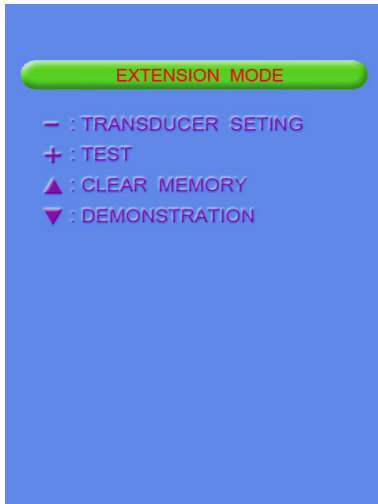 EXTENSION MODE
− : TRANSDUCER SETING
+ : TEST
▲ : CLEAR MEMORY
▼ : DEMONSTRATION